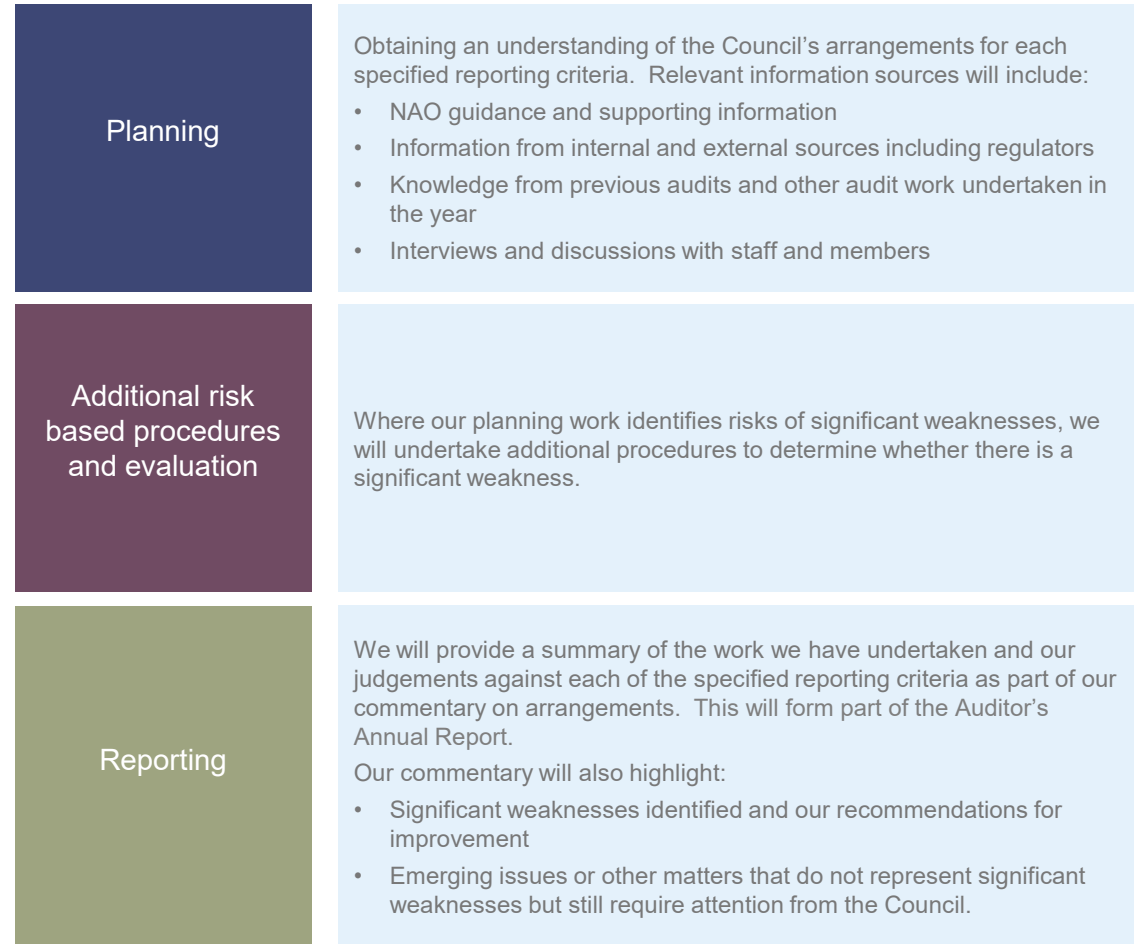 Planning
Obtaining an understanding of the Council's arrangements for each
specified reporting criteria.  Relevant information sources will include:
• NAO guidance and supporting information
• Information from internal and external sources including regulators
• Knowledge from previous audits and other audit work undertaken in
the year
• Interviews and discussions with staff and members
Additional risk
based procedures
and evaluation
Where our planning work identifies risks of significant weaknesses, we
will undertake additional procedures to determine whether there is a
significant weakness.
Reporting
We will provide a summary of the work we have undertaken and our
judgements against each of the specified reporting criteria as part of our
commentary on arrangements.  This will form part of the Auditor's
Annual Report.
Our commentary will also highlight:
• Significant weaknesses identified and our recommendations for
improvement
• Emerging issues or other matters that do not represent significant
weaknesses but still require attention from the Council.